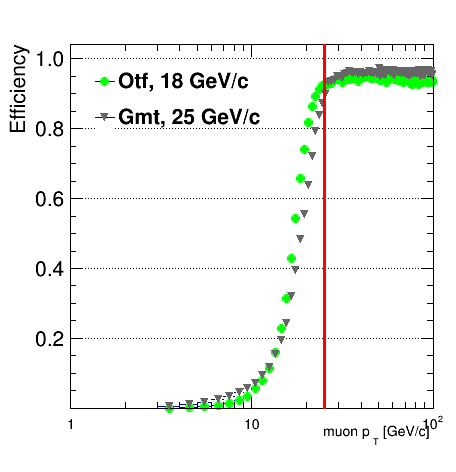 Efficiency
1.0
0.8
0.6
0.4
0.2
Otf, 18 GeV/c
Gmt, 25 GeV/c
1
10
10²
muon p_T [GeV/c]